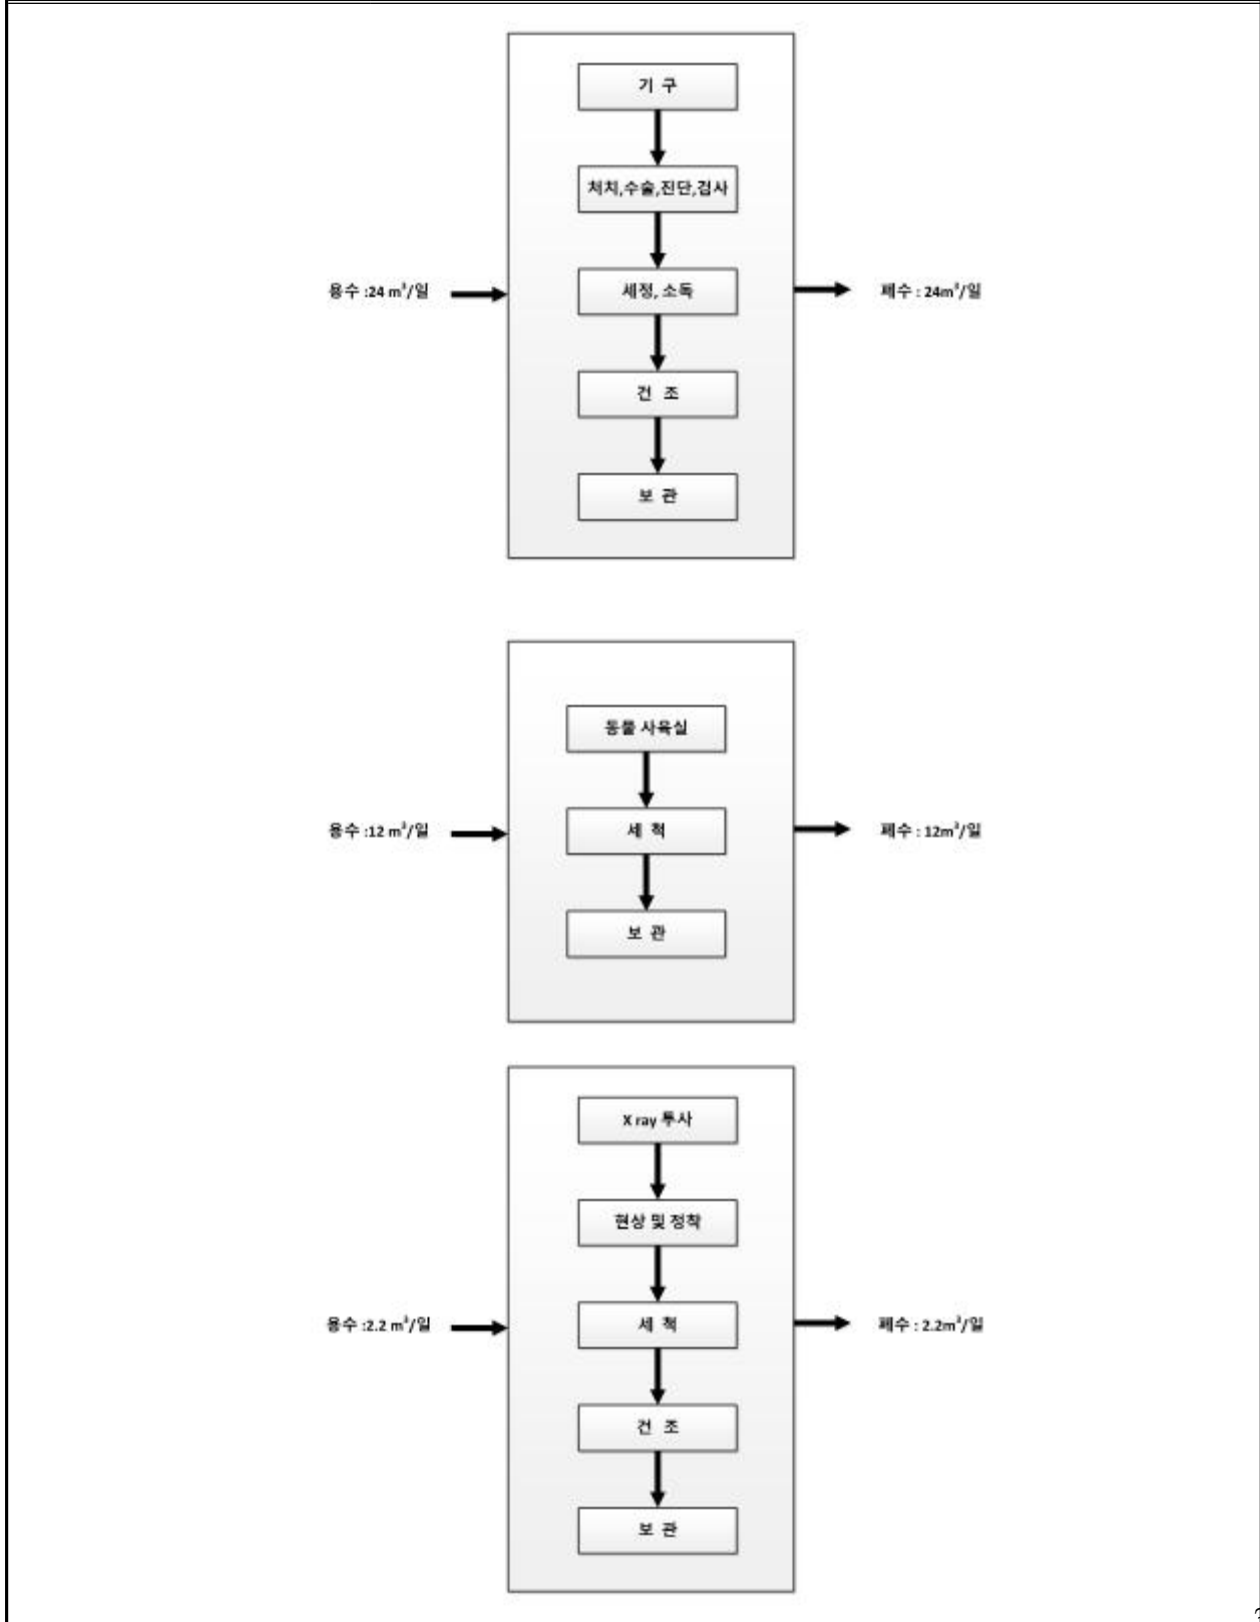 기 구
처치,수술,진단,검사
용수 :24 m³/일
세정, 소독
폐수 : 24m³/일
건 조
보 관
동물 사육실
용수 :12 m³/일
세 척
폐수 : 12m³/일
보 관
X ray 투사
현상 및 정착
용수 :2.2 m³/일
세 척
폐수 : 2.2m³/일
건 조
보 관